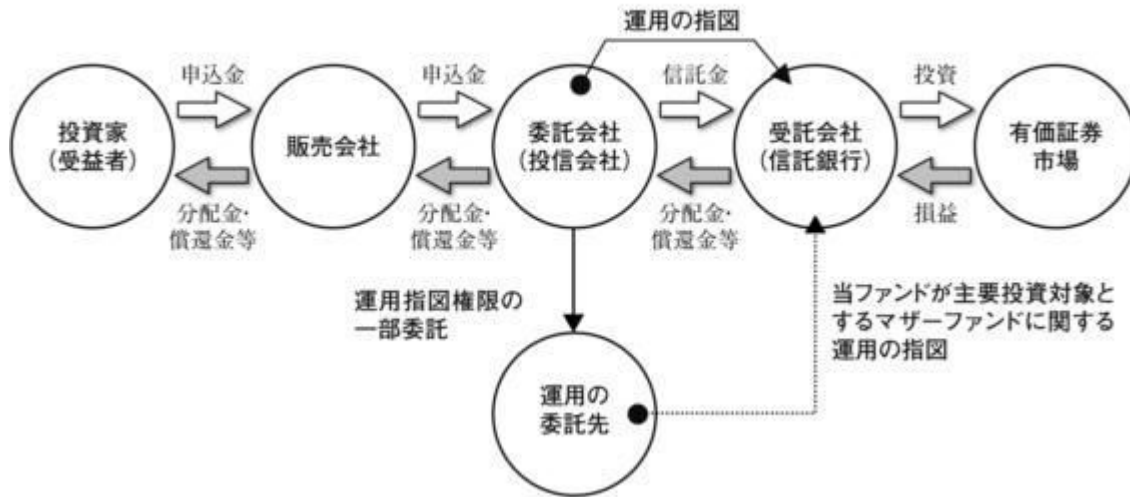 運用の指図
申込金
申込金
信託金
投資
投資家
(受益者)
販売会社
委託会社
(投信会社)
受託会社
(信託銀行)
有価証券
市場
分配金・
償還金等
分配金・
償還金等
分配金・
償還金等
損益
運用指図権限の
一部委託
当ファンドが主要投資対象と
するマザーファンドに関する
運用の指図
運用の
委託先